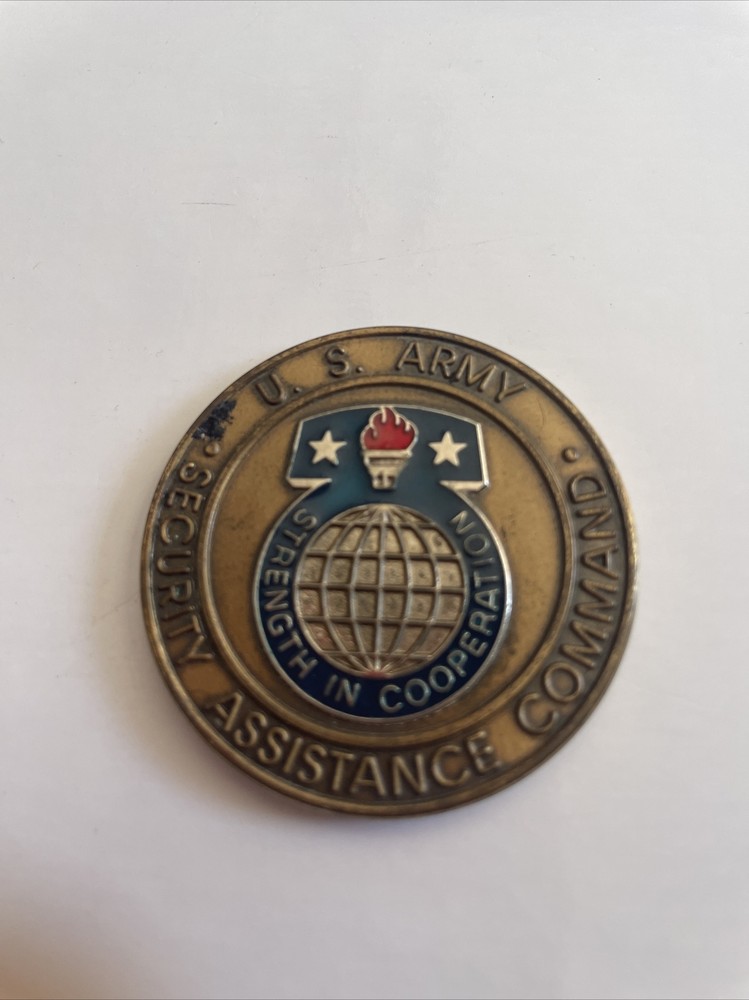 U. S. ARMY
• SECURITY ASSISTANCE COMMAND •
STRENGTH IN COOPERATION